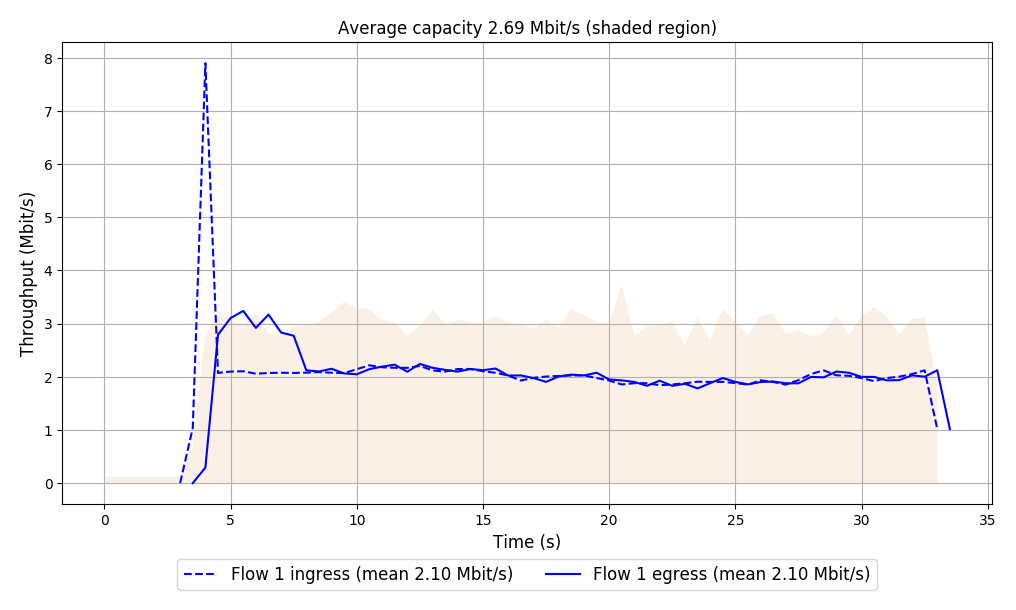 Average capacity 2.69 Mbit/s (shaded region)
8
7
6
5
4
3
2
1
0
Throughput (Mbit/s)
0 5 10 15 20 25 30 35
Time (s)
Flow 1 ingress (mean 2.10 Mbit/s) Flow 1 egress (mean 2.10 Mbit/s)